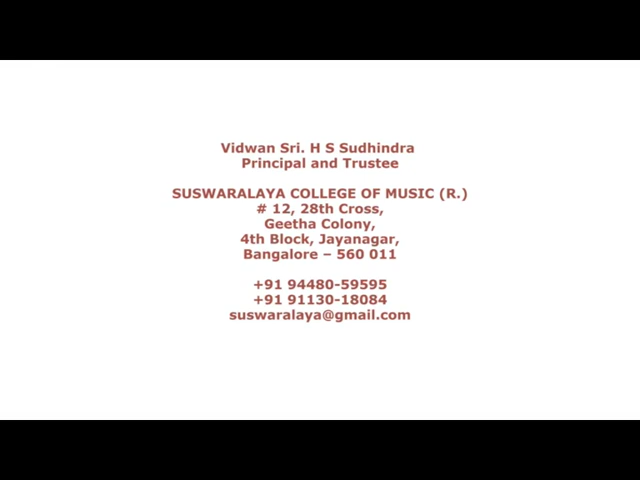 Vidwan Sri. H S Sudhindra
Principal and Trustee
SUSWARALAYA COLLEGE OF MUSIC (R.)
# 12, 28th Cross,
Geetha Colony,
4th Block, Jayanagar,
Bangalore – 560 011
+91 94480-59595
+91 91130-18084
suswaralaya@gmail.com